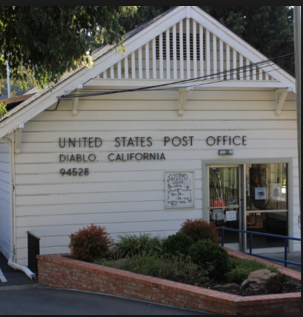 UNITED STATES POST OFFICE
DIABLO, CALIFORNIA
94528